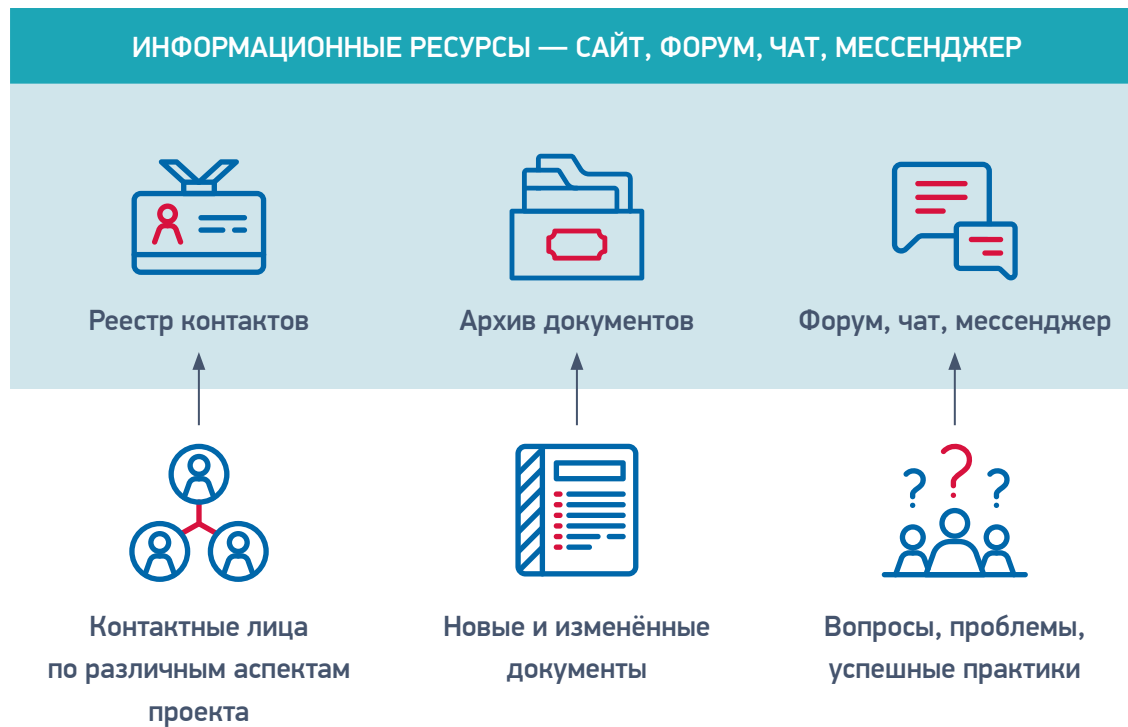 ИНФОРМАЦИОННЫЕ РЕСУРСЫ — САЙТ, ФОРУМ, ЧАТ, МЕССЕНДЖЕР
Реестр контактов
Архив документов
Форум, чат, мессенджер
Контактные лица
по различным аспектам
проекта
Новые и изменённые
документы
Вопросы, проблемы,
успешные практики